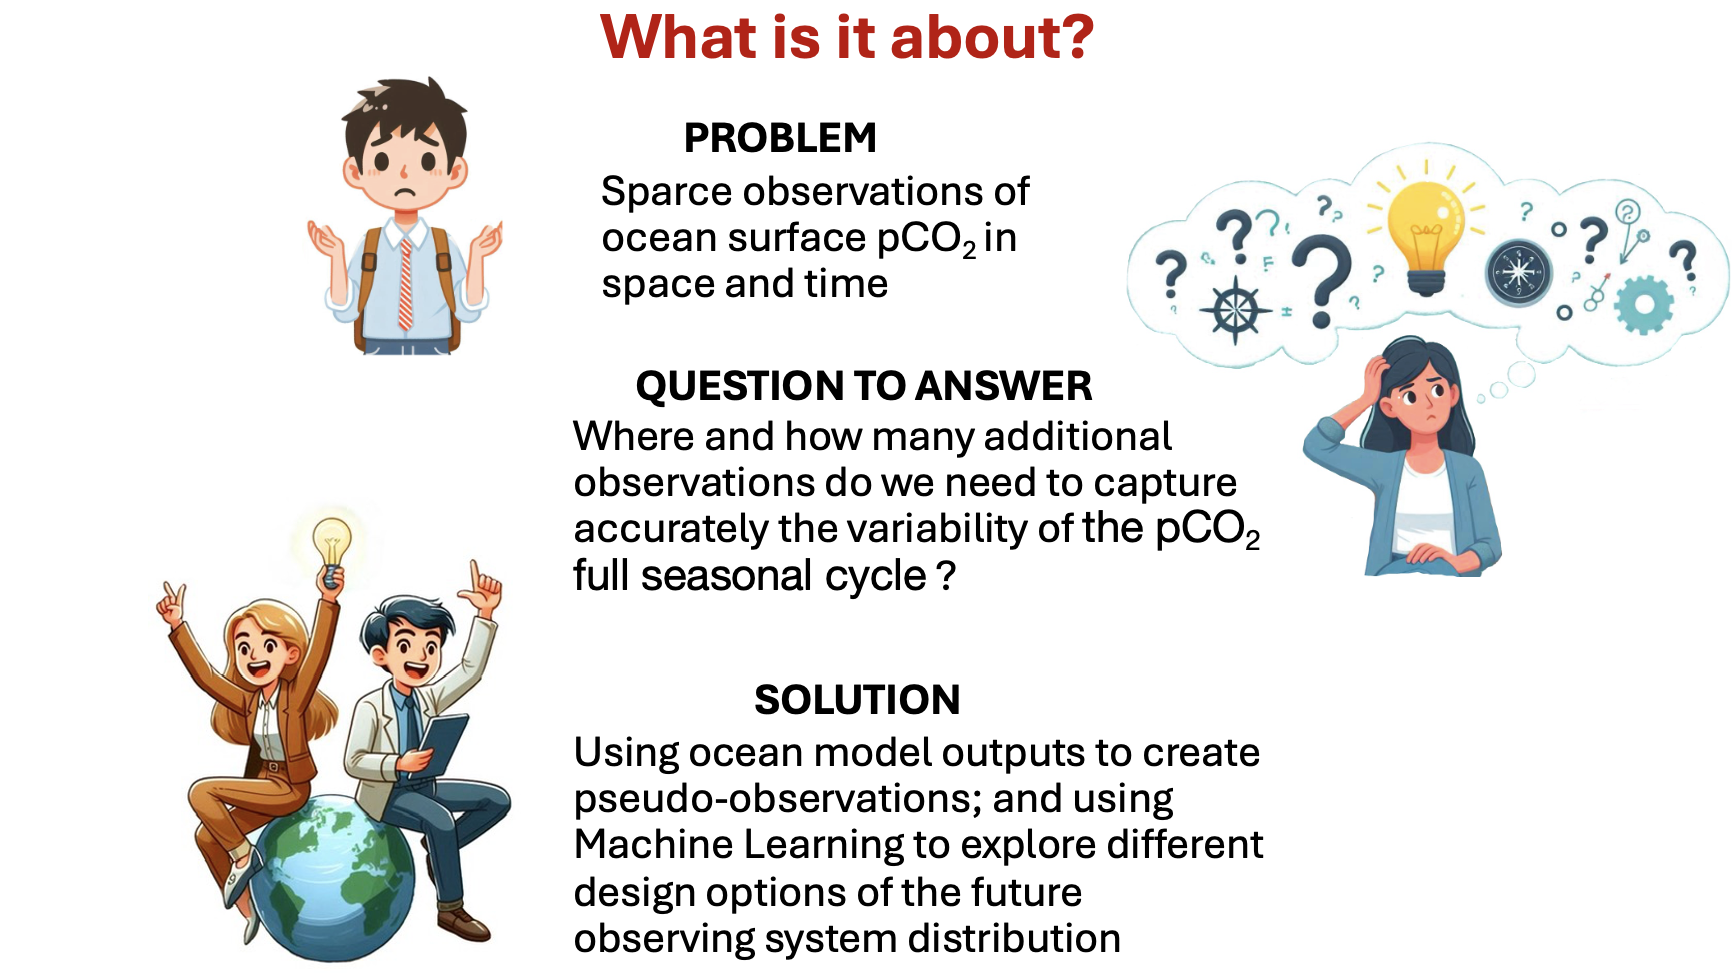 What is it about?
PROBLEM
Sparce observations of
ocean surface pCO₂ in
space and time
QUESTION TO ANSWER
Where and how many additional
observations do we need to capture
accurately the variability of the pCO₂
full seasonal cycle ?
SOLUTION
Using ocean model outputs to create
pseudo-observations; and using
Machine Learning to explore different
design options of the future
observing system distribution